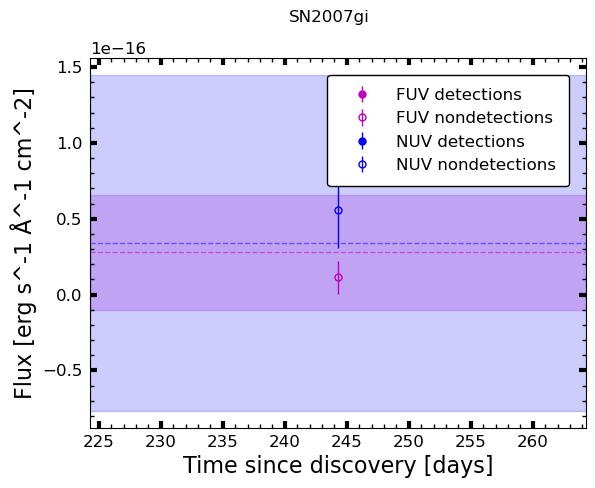 SN2007gi
1e−16
1.5
1.0
0.5
0.0
−0.5
Flux [erg s^-1 Å^-1 cm^-2]
FUV detections
FUV nondetections
NUV detections
NUV nondetections
225 230 235 240 245 250 255 260
Time since discovery [days]